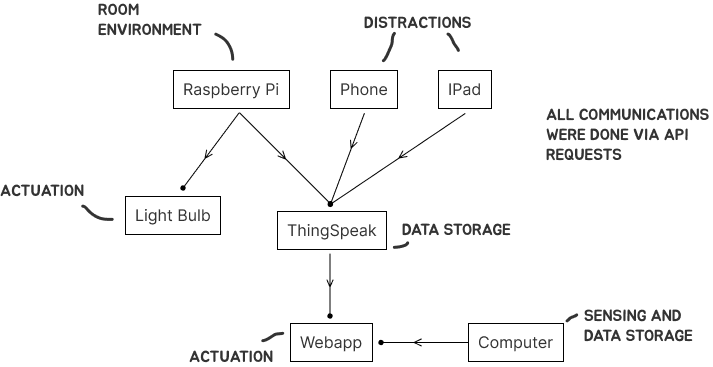 ROOM
ENVIRONMENT
DISTRACTIONS
Raspberry Pi
Phone
IPad
ALL COMMUNICATIONS
WERE DONE VIA API
REQUESTS
ACTUATION
Light Bulb
ThingSpeak
DATA STORAGE
SENSING AND
DATA STORAGE
Webapp
Computer
ACTUATION